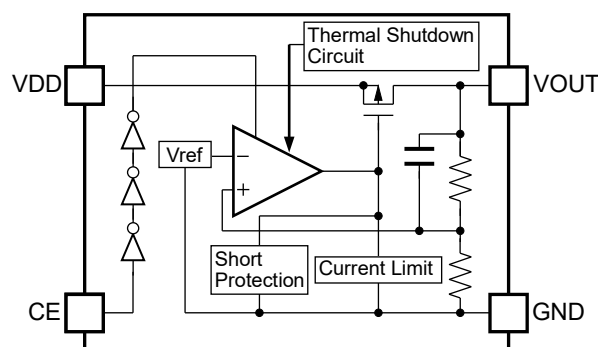 Thermal Shutdown
Circuit
VDD
VOUT
Vref
−
+
Short
Protection
Current Limit
CE
GND